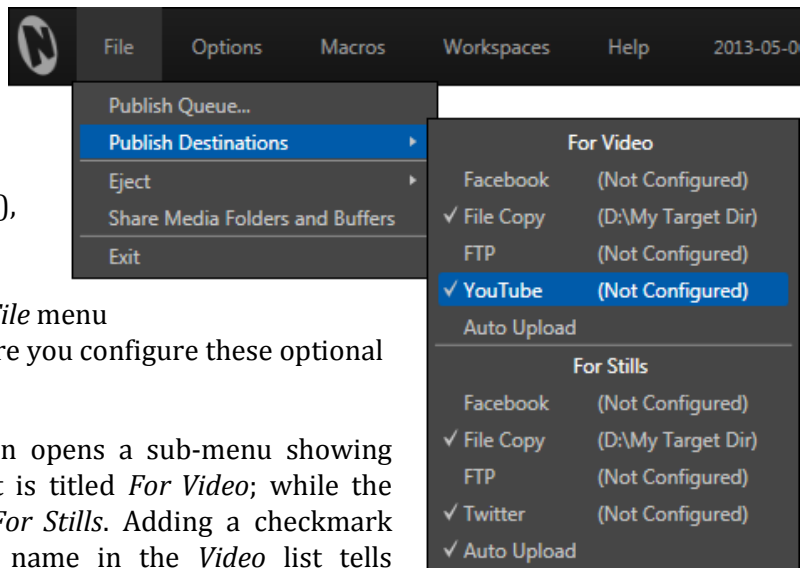 File Options Macros Workspaces Help 2013-05-0
Publish Queue...
Publish Destinations
Eject
Share Media Folders and Buffers
Exit
For Video
Facebook (Not Configured)
✓ File Copy (D:\My Target Dir)
FTP (Not Configured)
✓ YouTube (Not Configured)
Auto Upload
For Stills
Facebook (Not Configured)
✓ File Copy (D:\My Target Dir)
FTP (Not Configured)
✓ Twitter (Not Configured)
✓ Auto Upload
),
File menu
re you configure these optional
n opens a sub-menu showing
t is titled For Video; while the
For Stills. Adding a checkmark
name in the Video list tells